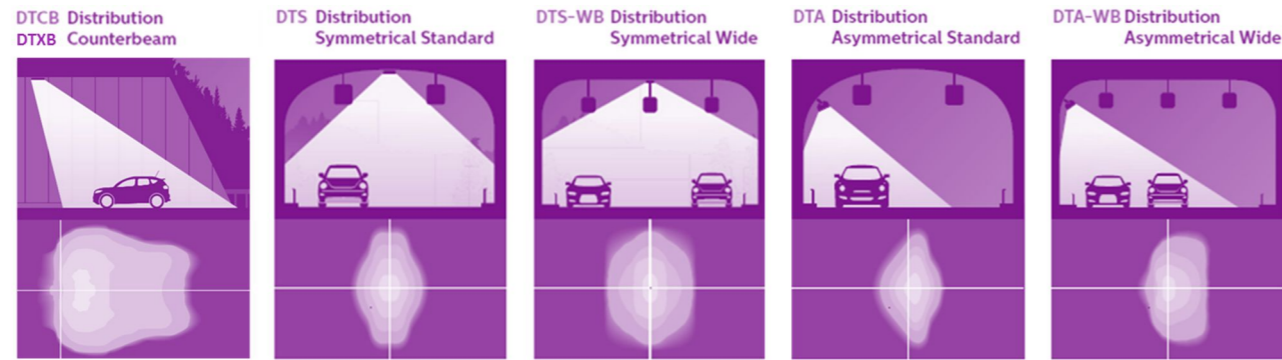 DTCB Distribution
DTXB Counterbeam
DTS Distribution
Symmetrical Standard
DTS-WB Distribution
Symmetrical Wide
DTA Distribution
Asymmetrical Standard
DTA-WB Distribution
Asymmetrical Wide